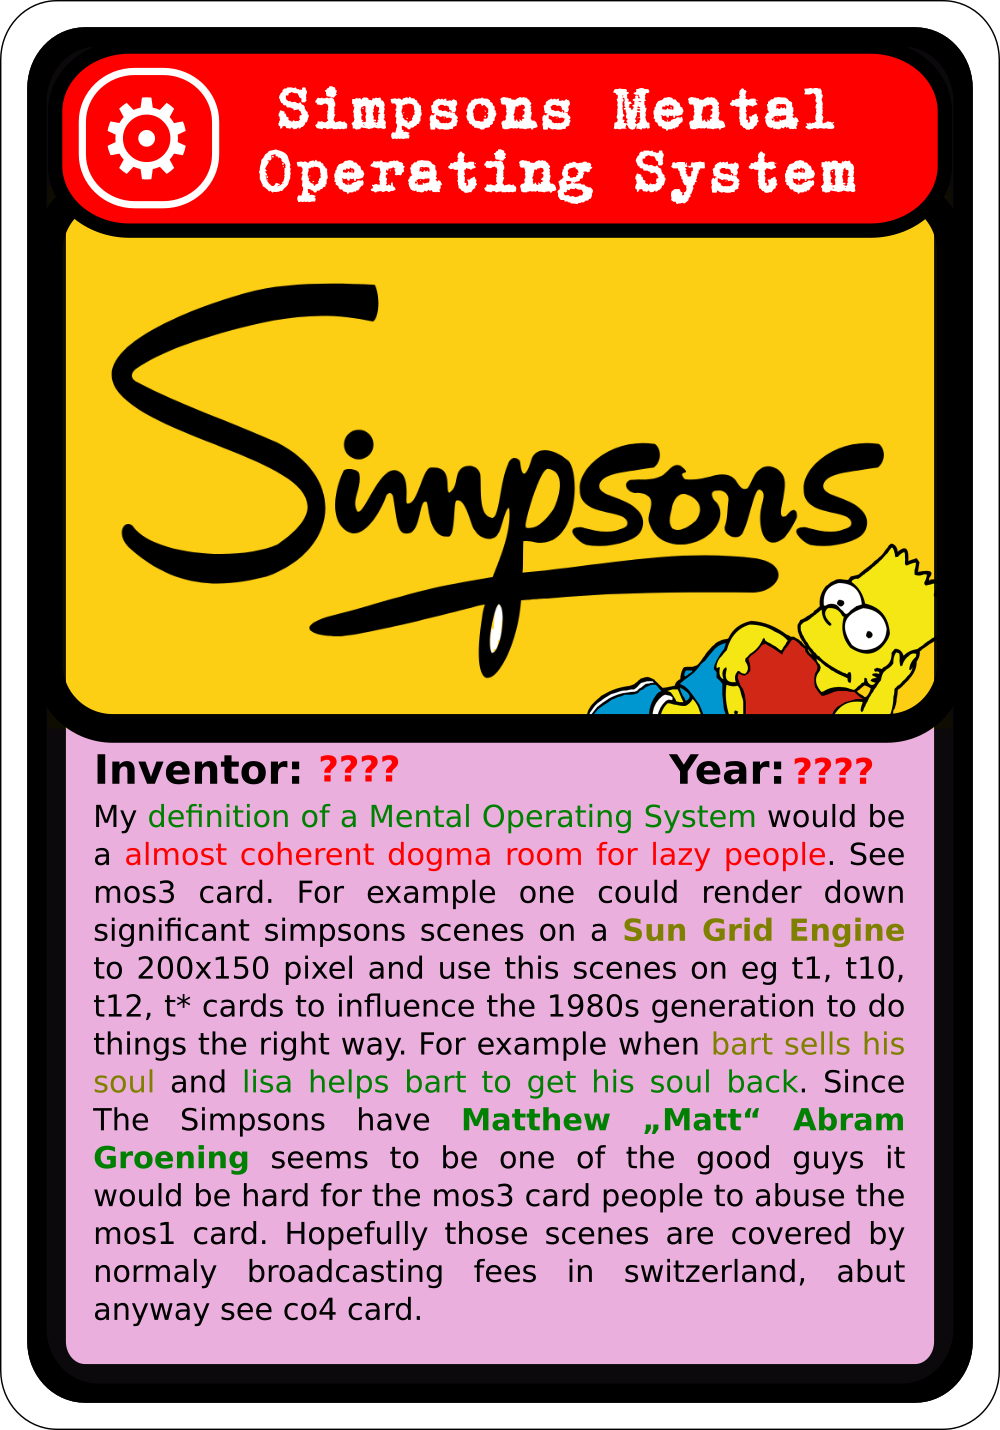 Simpsons Mental
Operating System
Simpsons
Inventor: ???? Year: ????
My definition of a Mental Operating System would be
a almost coherent dogma room for lazy people. See
mos3 card. For example one could render down
significant simpsons scenes on a Sun Grid Engine
to 200x150 pixel and use this scenes on eg t1, t10,
t12, t* cards to influence the 1980s generation to do
things the right way. For example when bart sells his
soul and lisa helps bart to get his soul back. Since
The Simpsons have Matthew „Matt“ Abram
Groening seems to be one of the good guys it
would be hard for the mos3 card people to abuse the
mos1 card. Hopefully those scenes are covered by
normaly broadcasting fees in switzerland, abut
anyway see co4 card.